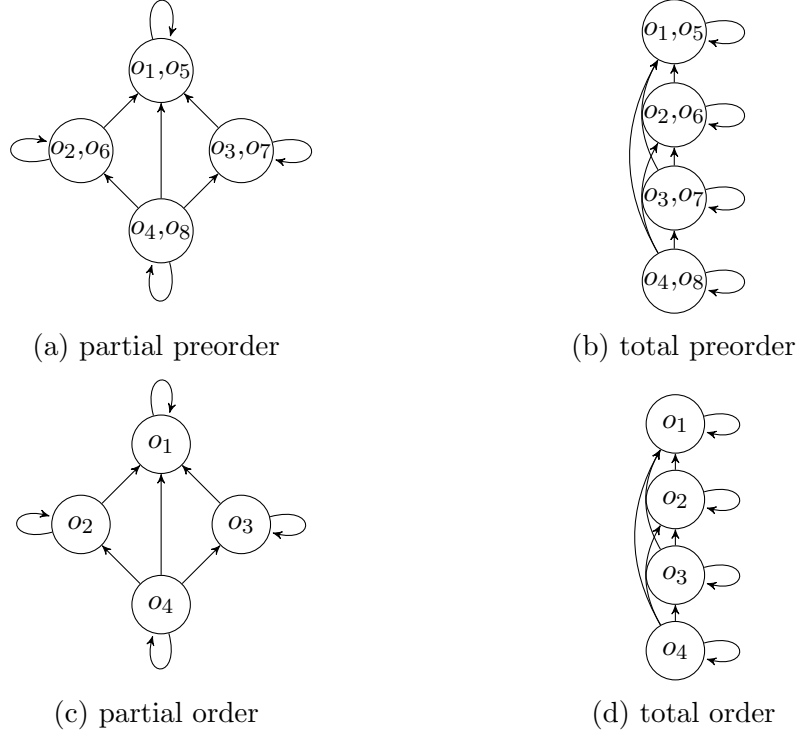 o₁,o₅
o₂,o₆
o₃,o₇
o₄,o₈
(a) partial preorder
o₁,o₅
o₂,o₆
o₃,o₇
o₄,o₈
(b) total preorder
o₁
o₂
o₃
o₄
(c) partial order
o₁
o₂
o₃
o₄
(d) total order